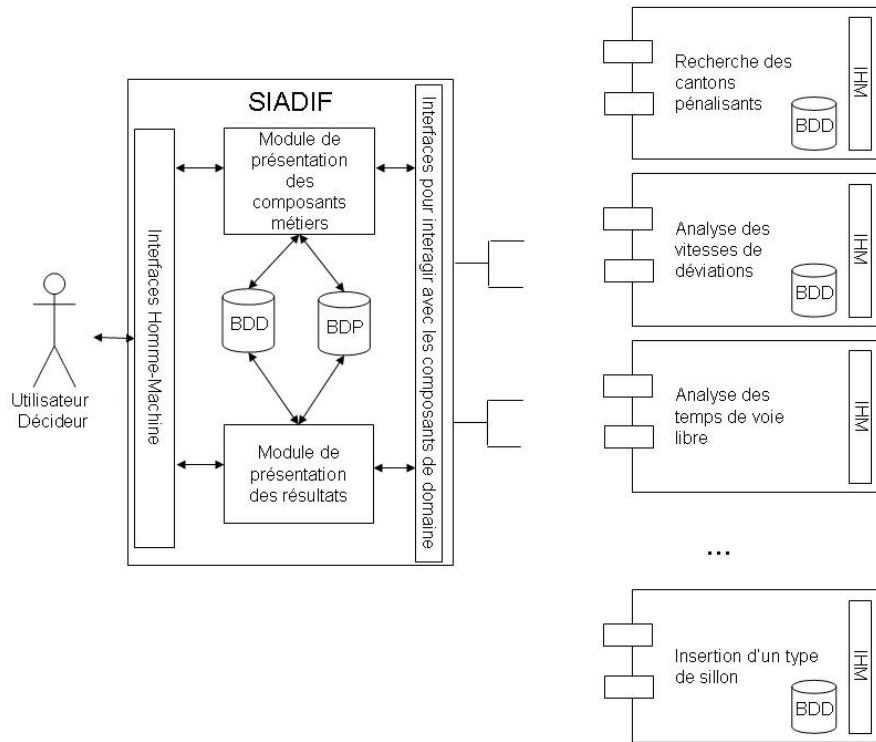 SIADIF
Interfaces Homme-Machine
Module de
présentation
des
composants
métiers
BDD
BDP
Module de
présentation
des résultats
Interfaces pour interagir avec les composants de domaine
Utilisateur
Décideur
Recherche des
cantons
pénalisants
BDD
IHM
Analyse des
vitesses de
déviations
BDD
IHM
Analyse des
temps de voie
libre
IHM
...
Insertion d'un type
de sillon
BDD
IHM